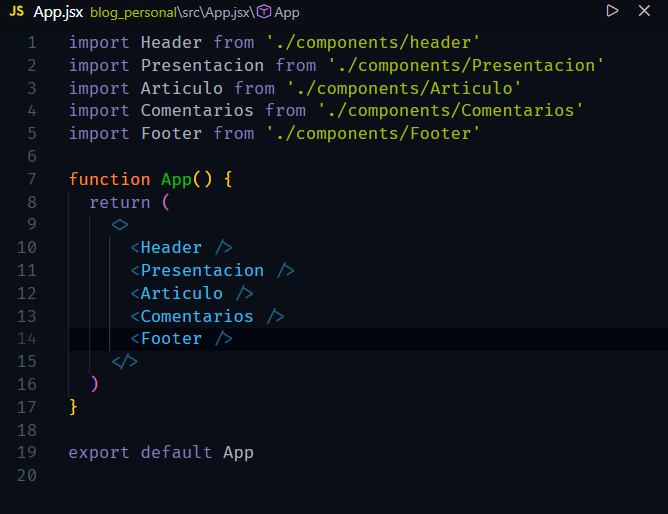 JS App.jsx blog_personal\src\App.jsx\App
1 import Header from './components/header'
2 import Presentacion from './components/Presentacion'
3 import Articulo from './components/Articulo'
4 import Comentarios from './components/Comentarios'
5 import Footer from './components/Footer'
6
7 function App() {
8   return (
9     <>
10       <Header />
11       <Presentacion />
12       <Articulo />
13       <Comentarios />
14       <Footer />
15     </>
16   )
17 }
18
19 export default App
20